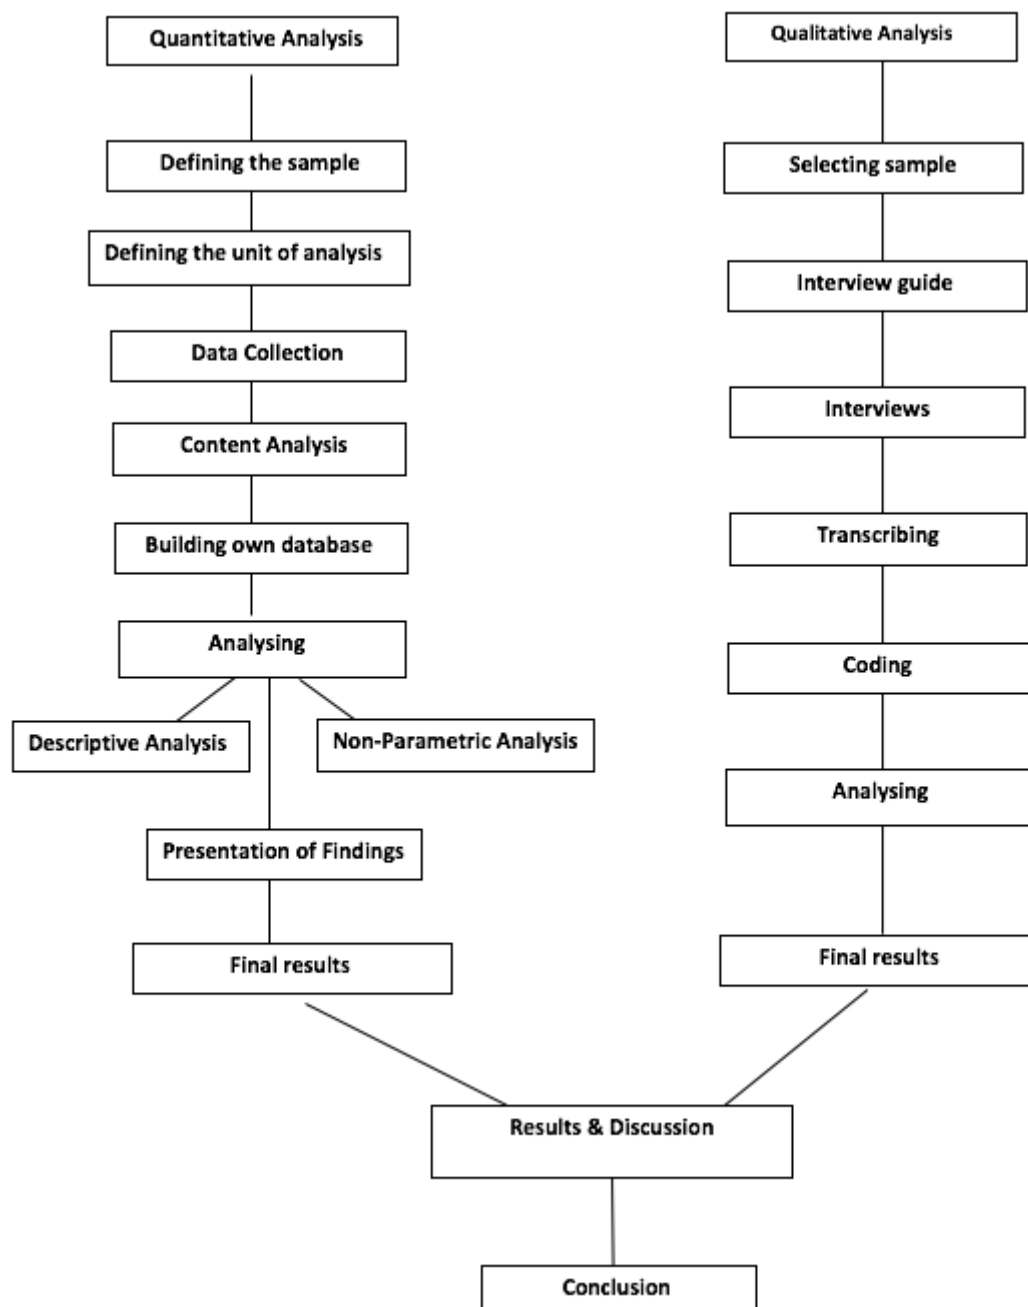 Quantitative Analysis
Defining the sample
Defining the unit of analysis
Data Collection
Content Analysis
Building own database
Analysing
Descriptive Analysis
Non-Parametric Analysis
Presentation of Findings
Final results
Qualitative Analysis
Selecting sample
Interview guide
Interviews
Transcribing
Coding
Analysing
Final results
Results & Discussion
Conclusion